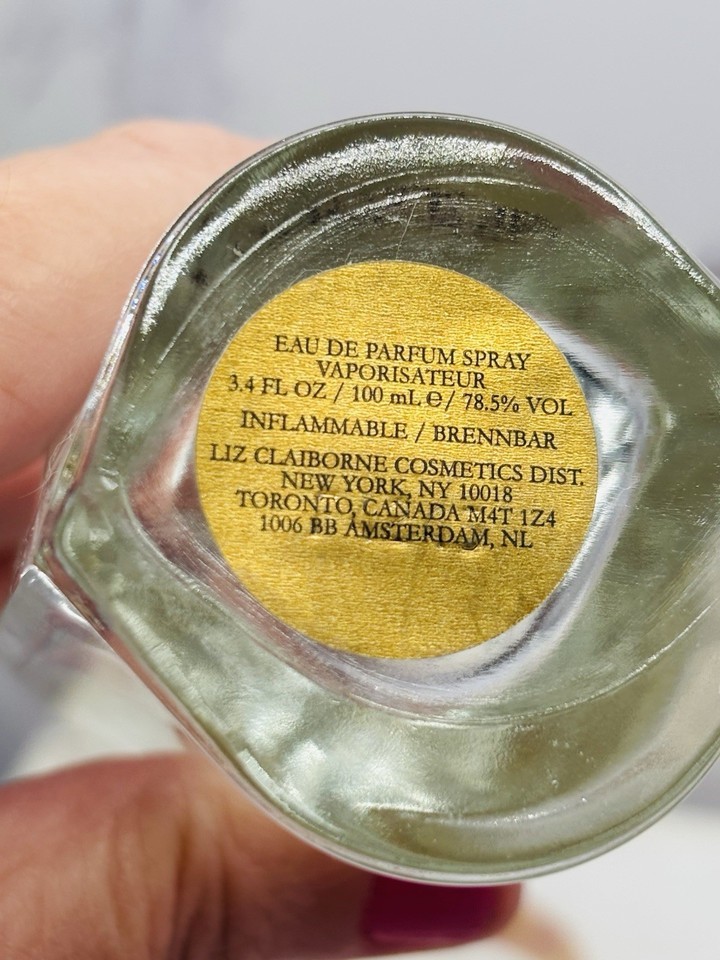 EAU DE PARFUM SPRAY
VAPORISATEUR
3.4 FL OZ / 100 mL ℮ / 78.5% VOL
INFLAMMABLE / BRENNBAR
LIZ CLAIBORNE COSMETICS DIST.
NEW YORK, NY 10018
TORONTO, CANADA M4T 1Z4
1006 BB AMSTERDAM, NL